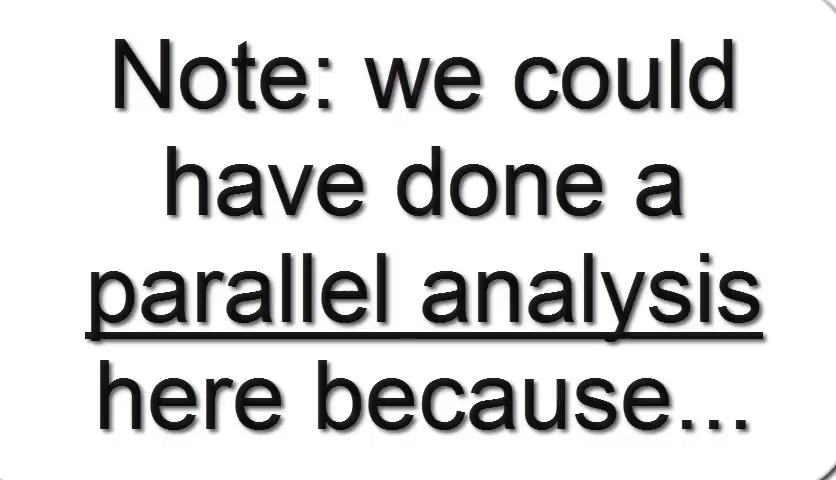 Note: we could
have done a
parallel analysis
here because...